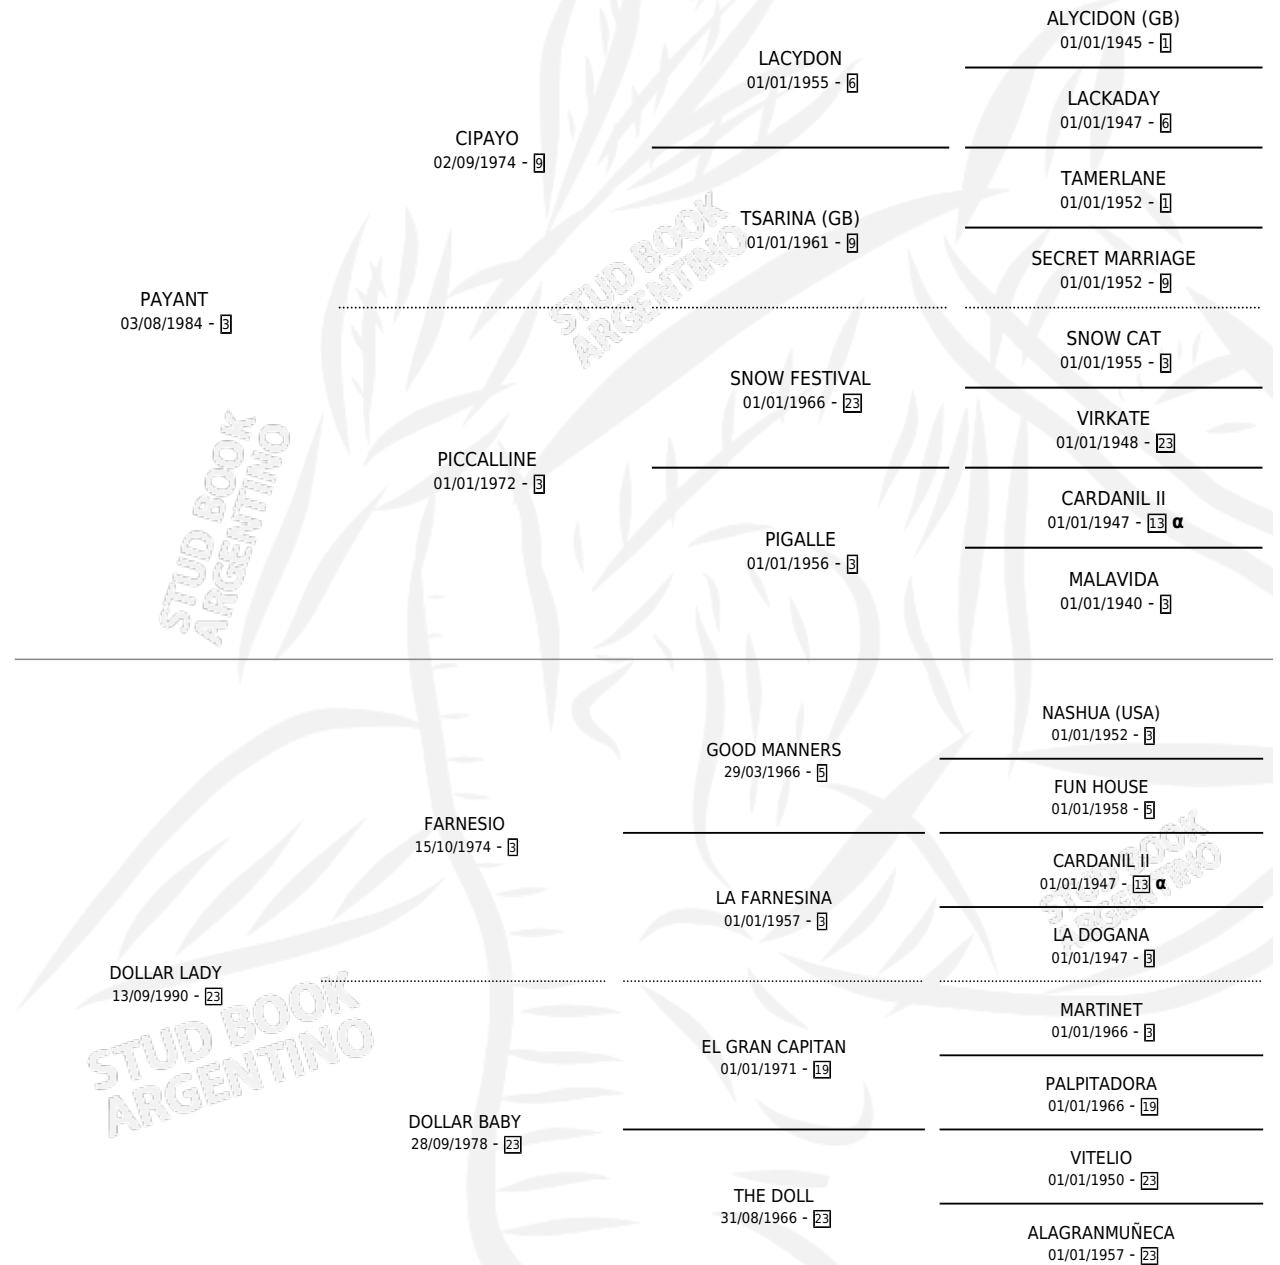 ALYCIDON (GB)
01/01/1945 - 1
LACYDON
01/01/1955 - 6
LACKADAY
01/01/1947 - 6
CIPAYO
02/09/1974 - 9
TAMERLANE
01/01/1952 - 1
TSARINA (GB)
01/01/1961 - 9
SECRET MARRIAGE
01/01/1952 - 9
PAYANT
03/08/1984 - 3
SNOW CAT
01/01/1955 - 3
SNOW FESTIVAL
01/01/1966 - 23
VIRKATE
01/01/1948 - 23
PICCALLINE
01/01/1972 - 3
CARDANIL II
01/01/1947 - 13 α
PIGALLE
01/01/1956 - 3
MALAVIDA
01/01/1940 - 3
STUD BOOK
ARGENTINO
STUD BOOK
ARGENTINO
NASHUA (USA)
01/01/1952 - 3
GOOD MANNERS
29/03/1966 - 5
FUN HOUSE
01/01/1958 - 5
FARNESIO
15/10/1974 - 3
CARDANIL II
01/01/1947 - 13 α
LA FARNESINA
01/01/1957 - 3
LA DOGANA
01/01/1947 - 3
DOLLAR LADY
13/09/1990 - 23
MARTINET
01/01/1966 - 3
EL GRAN CAPITAN
01/01/1971 - 19
PALPITADORA
01/01/1966 - 19
DOLLAR BABY
28/09/1978 - 23
VITELIO
01/01/1950 - 23
THE DOLL
31/08/1966 - 23
ALAGRANMUÑECA
01/01/1957 - 23
STUD BOOK
ARGENTINO
STUD BOOK
ARGENTINO